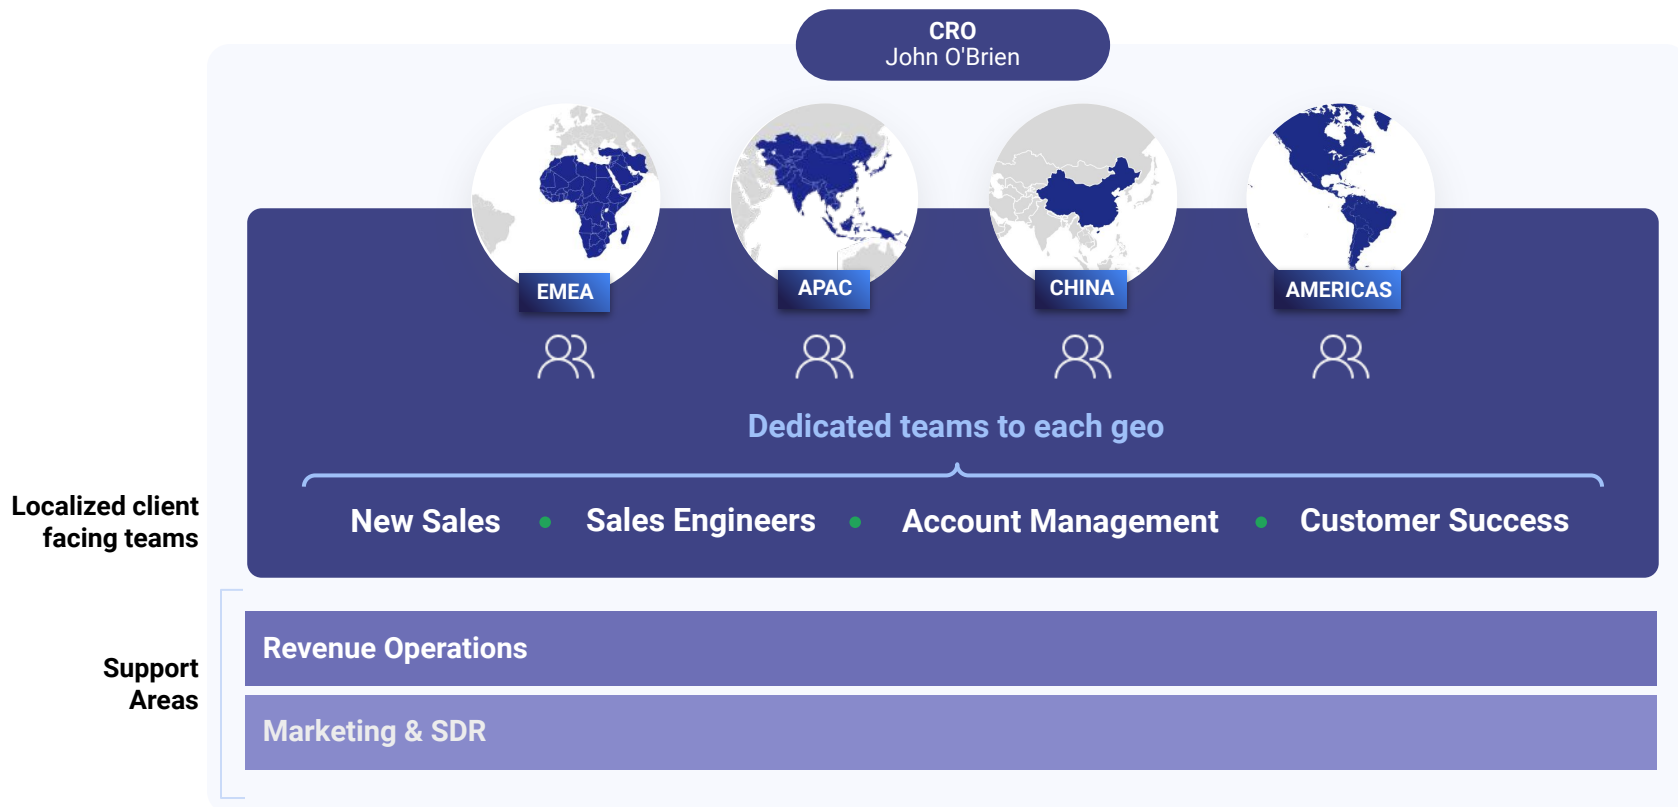 CRO
John O'Brien
EMEA
APAC
CHINA
AMERICAS
Dedicated teams to each geo
Localized client
facing teams
New Sales • Sales Engineers • Account Management • Customer Success
Support
Areas
Revenue Operations
Marketing & SDR